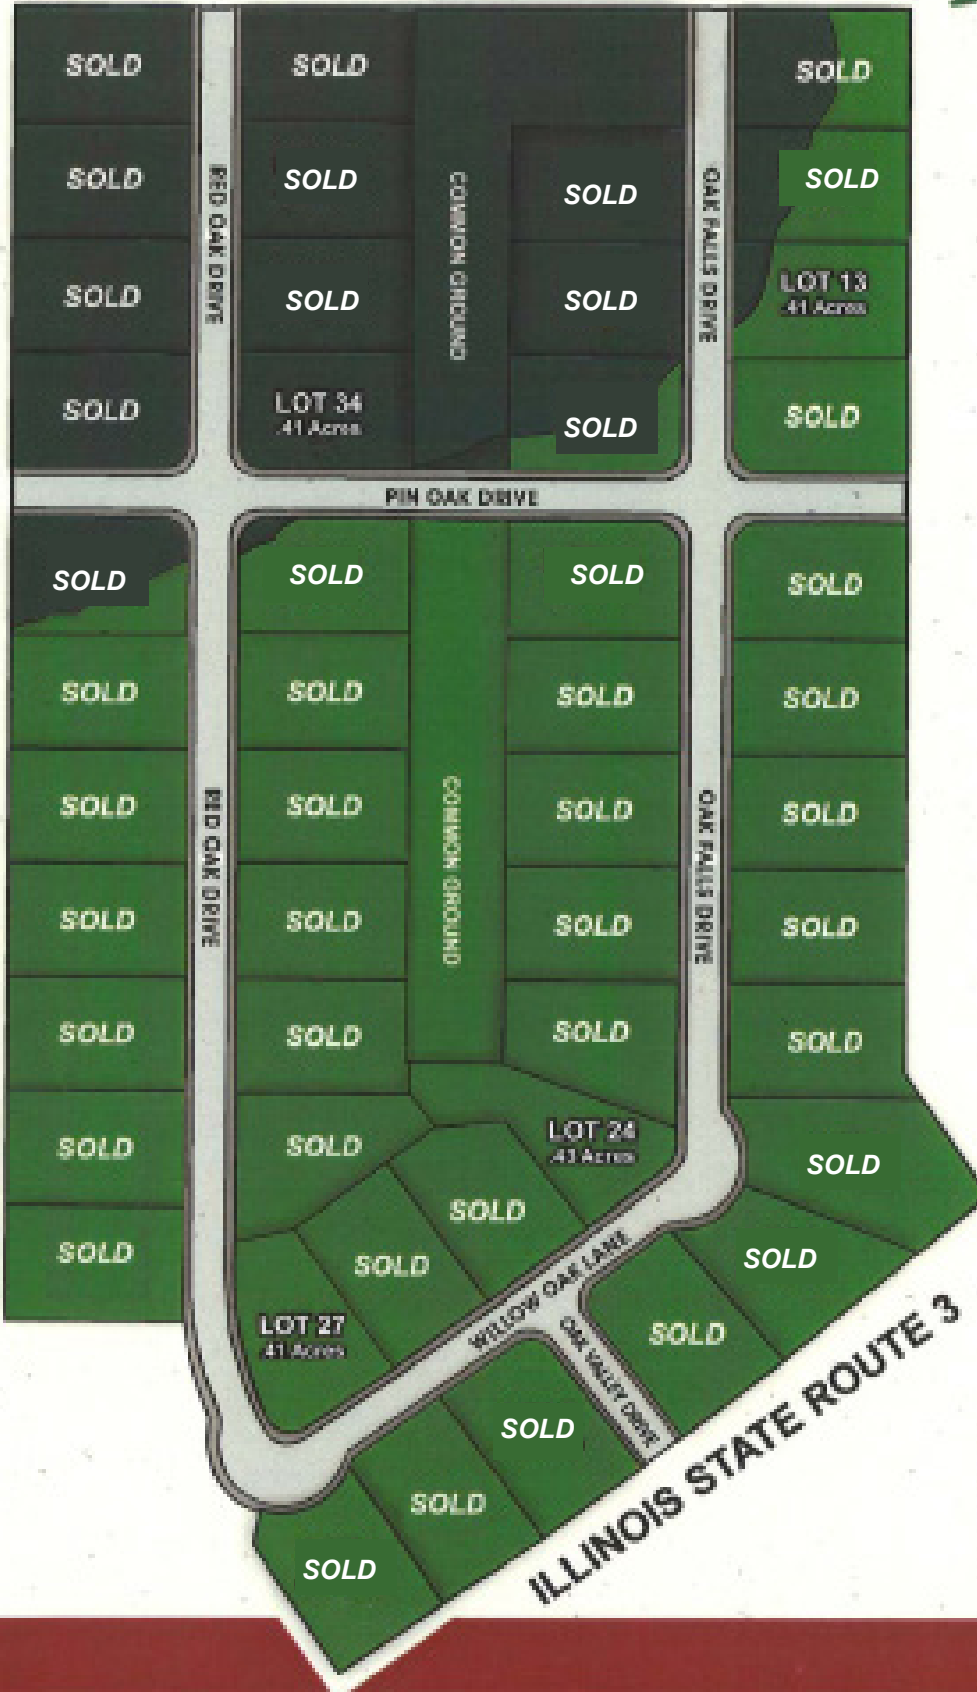 SOLD
SOLD
SOLD
SOLD
SOLD
SOLD
SOLD
RED OAK DRIVE
COMMON GROUND
OAK FALLS DRIVE
SOLD
SOLD
SOLD
LOT 13
.41 Acres
SOLD
LOT 34
.41 Acres
SOLD
SOLD
PIN OAK DRIVE
SOLD
SOLD
SOLD
SOLD
SOLD
SOLD
SOLD
SOLD
SOLD
SOLD
SOLD
SOLD
RED OAK DRIVE
COMMON GROUND
OAK FALLS DRIVE
SOLD
SOLD
SOLD
SOLD
SOLD
SOLD
SOLD
SOLD
SOLD
SOLD
LOT 24
.43 Acres
SOLD
SOLD
SOLD
SOLD
SOLD
LOT 27
.41 Acres
WILLOW OAK LANE
OAK VALLEY DRIVE
SOLD
SOLD
SOLD
SOLD
ILLINOIS STATE ROUTE 3